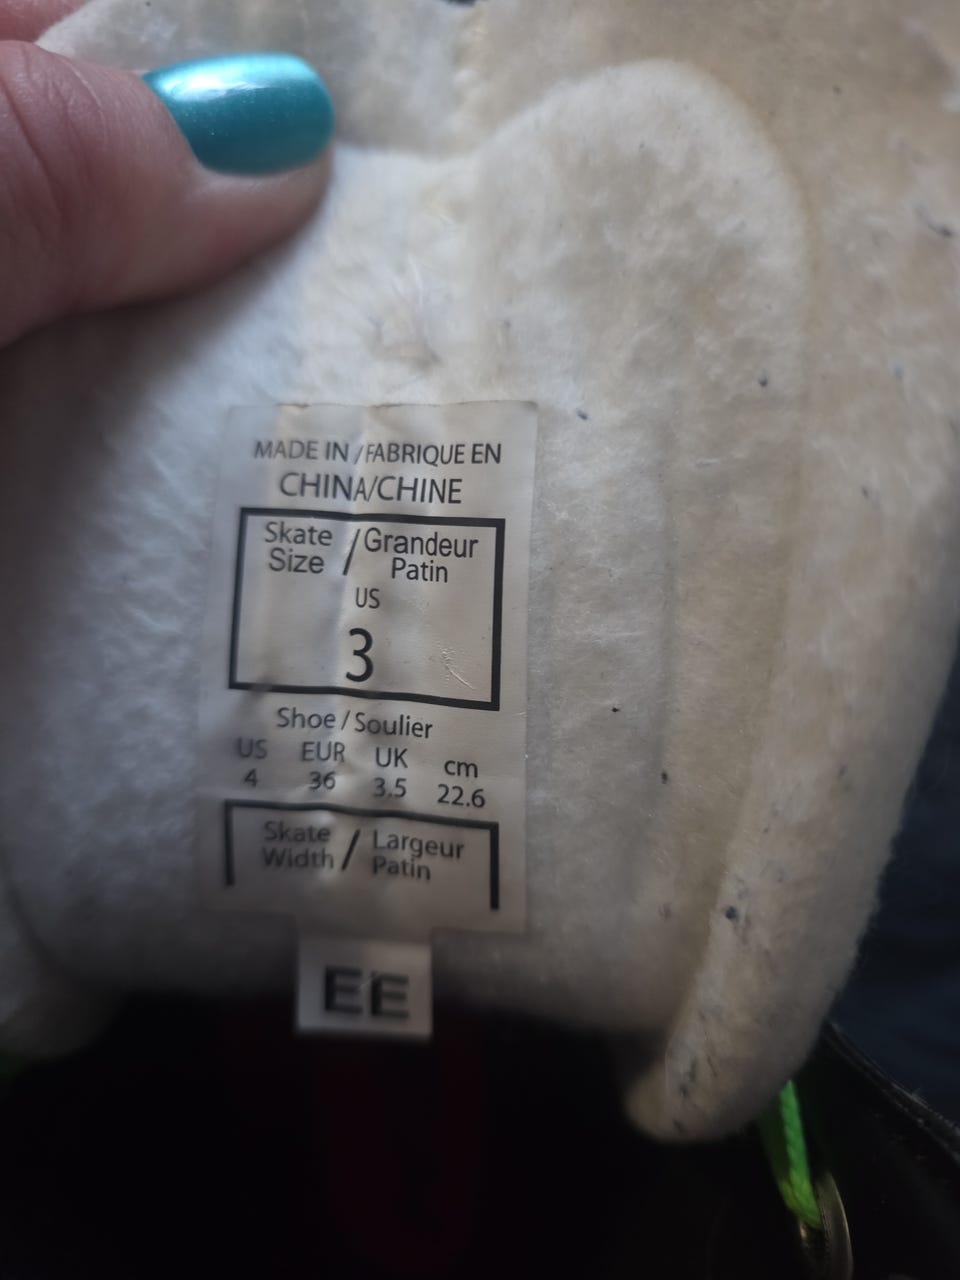 MADE IN / FABRIQUE EN
CHINA/CHINE
Skate Size / Grandeur Patin
US
3
Shoe / Soulier
US EUR UK cm
4 36 3.5 22.6
Skate Width / Largeur Patin
EE